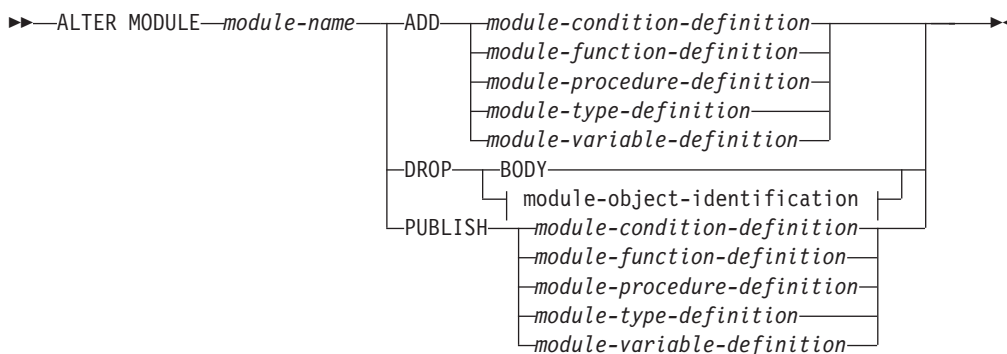 ALTER MODULE module-name ADD module-condition-definition
module-function-definition
module-procedure-definition
module-type-definition
module-variable-definition
DROP BODY
module-object-identification
PUBLISH module-condition-definition
module-function-definition
module-procedure-definition
module-type-definition
module-variable-definition